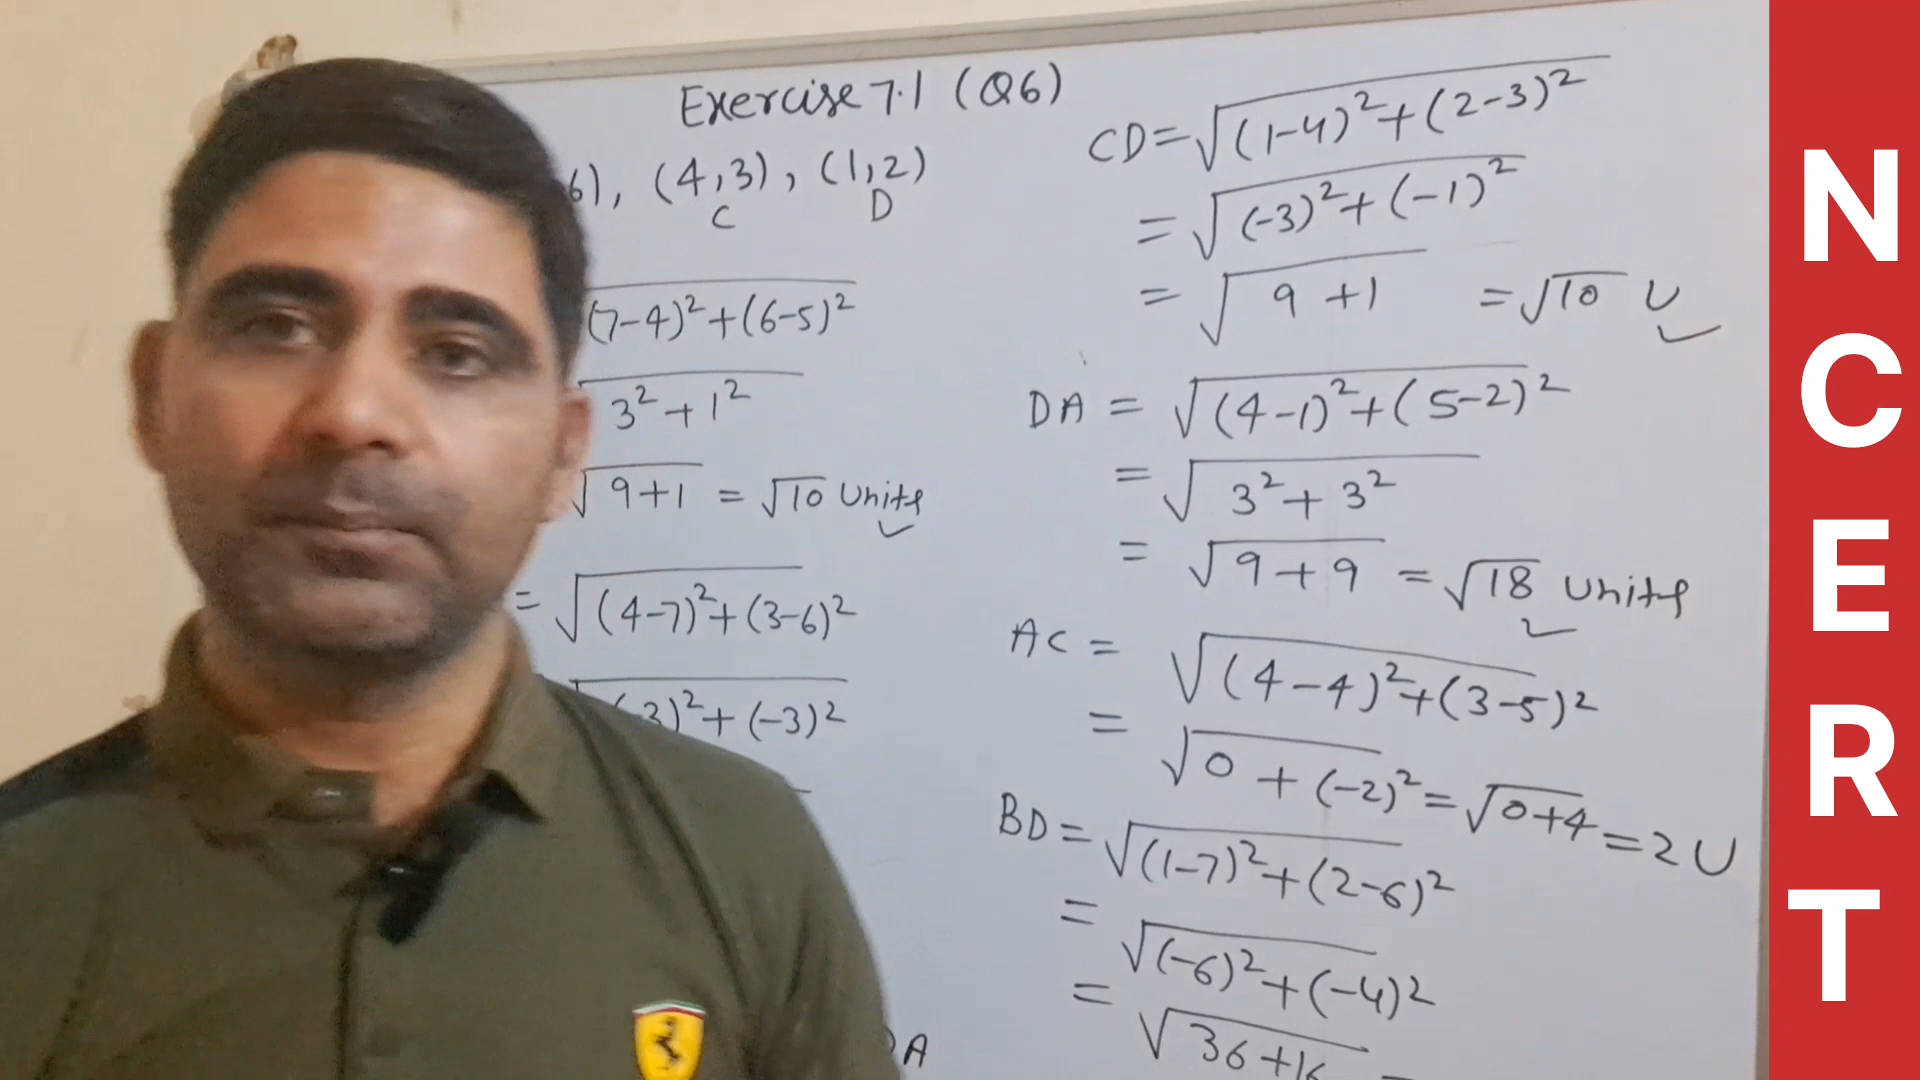 Exercise 7.1 (Q6)
6), (4,3), (1,2)
C D
(7-4)²+(6-5)²
3²+1²
√9+1 = √10 Units
= √(4-7)²+(3-6)²
(-3)²+(-3)²
DA
CD=√(1-4)²+(2-3)²
=√(-3)²+(-1)²
= √9+1 =√10 U
DA = √(4-1)²+(5-2)²
= √3²+3²
= √9+9 = √18 Units
AC = √(4-4)²+(3-5)²
= √0+(-2)²=√0+4=2U
BD=√(1-7)²+(2-6)²
= √(-6)²+(-4)²
= √36+16
NCERT